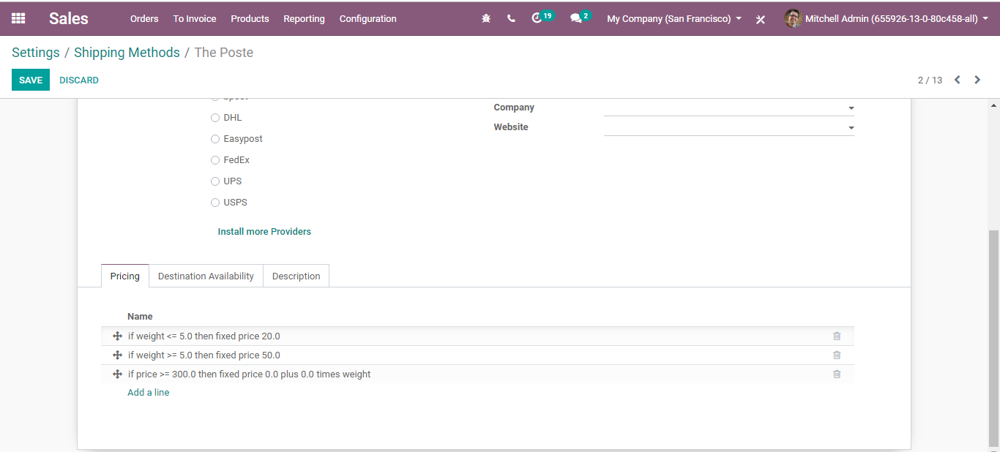 Sales Orders To Invoice Products Reporting Configuration 19 2 My Company (San Francisco) Mitchell Admin (655926-13-0-80c458-all)
Settings / Shipping Methods / The Poste
SAVE DISCARD 2 / 13
Company
DHL
Website
Easypost
FedEx
UPS
USPS
Install more Providers
Pricing Destination Availability Description
Name
if weight <= 5.0 then fixed price 20.0
if weight >= 5.0 then fixed price 50.0
if price >= 300.0 then fixed price 0.0 plus 0.0 times weight
Add a line